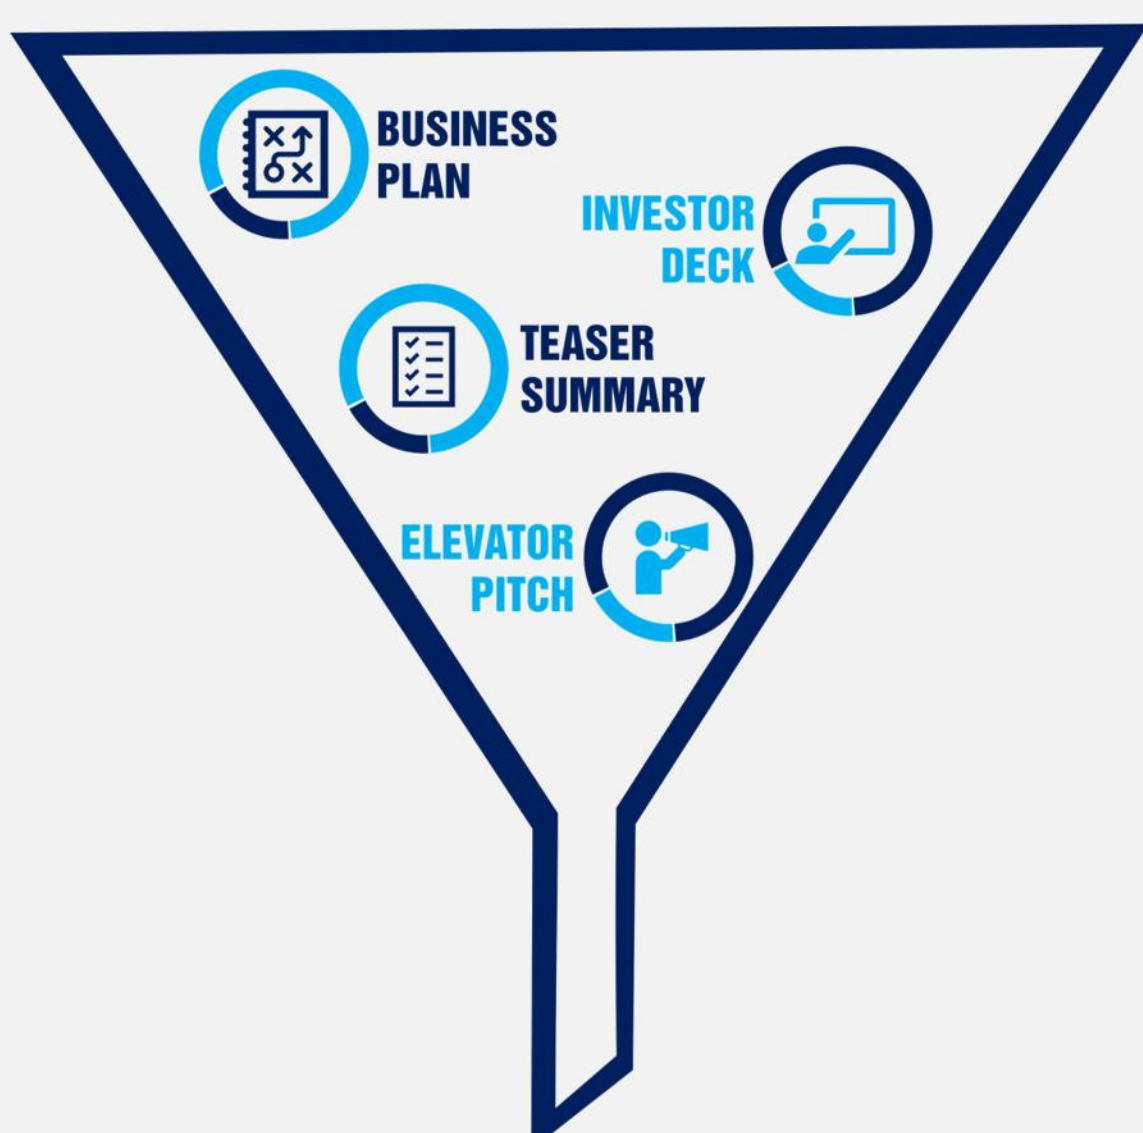 BUSINESS
PLAN
INVESTOR
DECK
TEASER
SUMMARY
ELEVATOR
PITCH